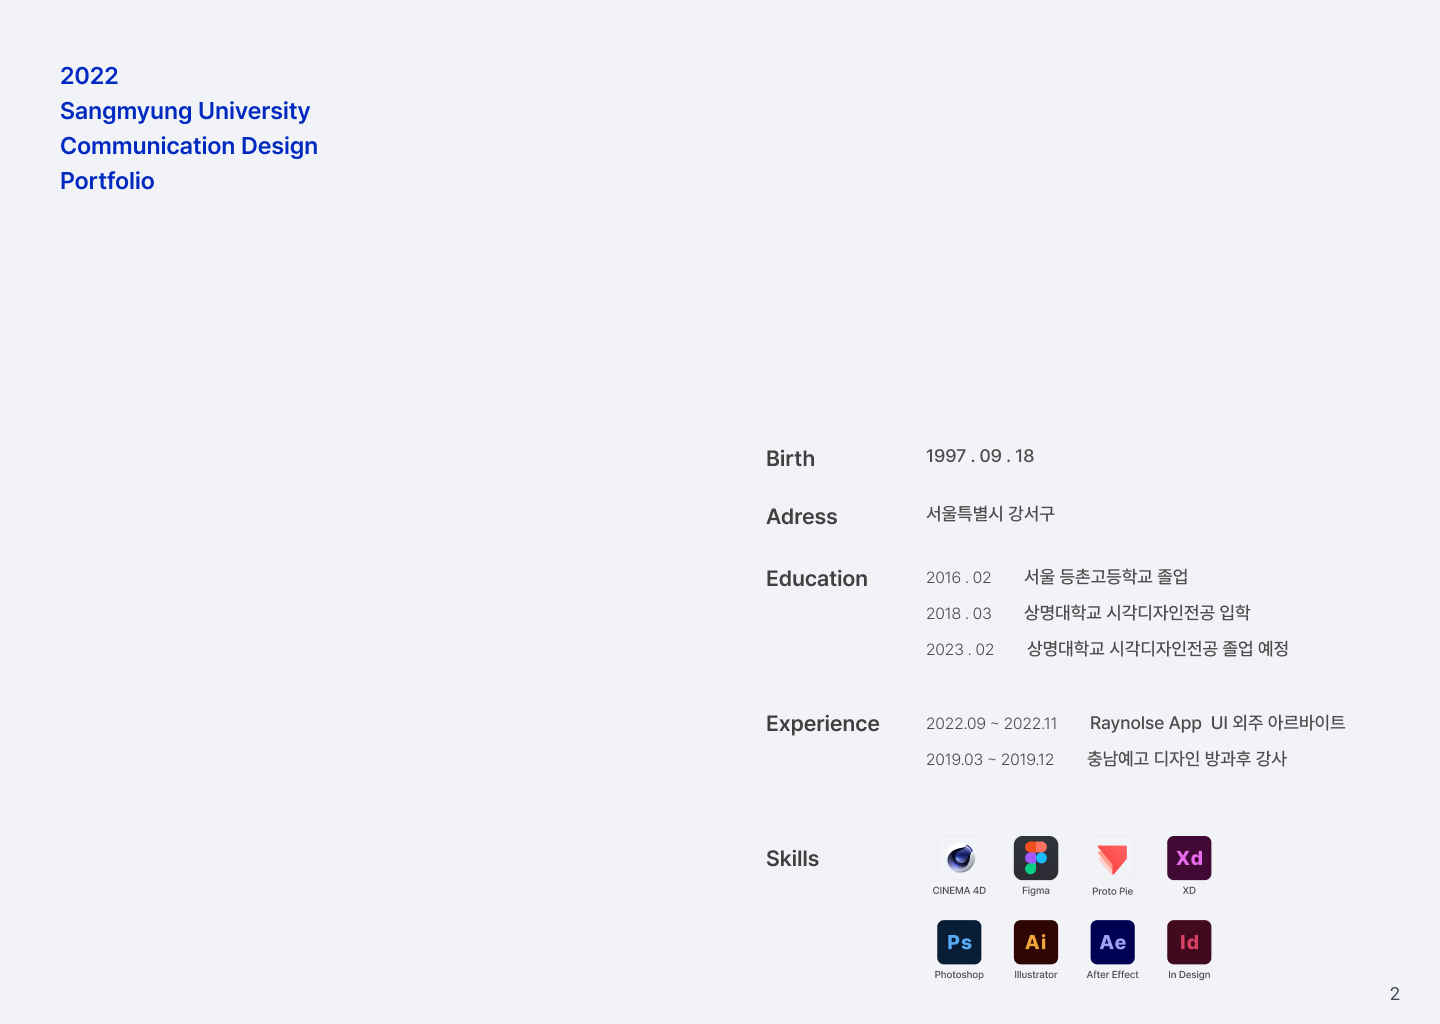 2022
Sangmyung University
Communication Design
Portfolio
Birth 1997 . 09 . 18
Adress 서울특별시 강서구
Education 2016 . 02 서울 등촌고등학교 졸업
2018 . 03 상명대학교 시각디자인전공 입학
2023 . 02 상명대학교 시각디자인전공 졸업 예정
Experience 2022.09 ~ 2022.11 Raynolse App UI 외주 아르바이트
2019.03 ~ 2019.12 충남예고 디자인 방과후 강사
Skills
Xd
CINEMA 4D Figma Proto Pie XD
Ps Ai Ae Id
Photoshop Illustrator After Effect In Design
2